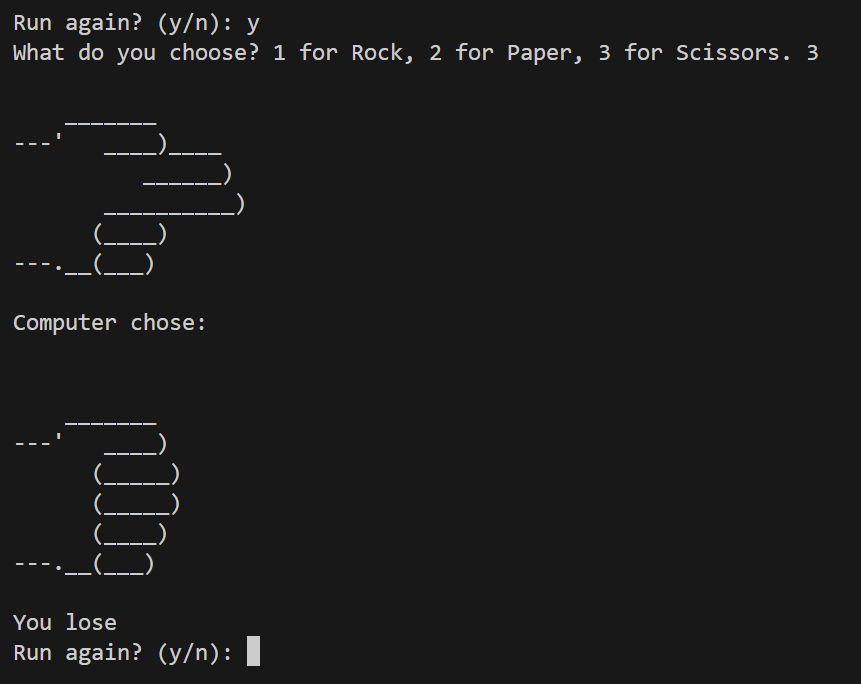 Run again? (y/n): y
What do you choose? 1 for Rock, 2 for Paper, 3 for Scissors. 3

    _______
---'   ____)____
          ______)
       __________)
      (____)
---.__(___)

Computer chose:

    _______
---'   ____)
      (_____)
      (_____)
      (____)
---.__(___)

You lose
Run again? (y/n):